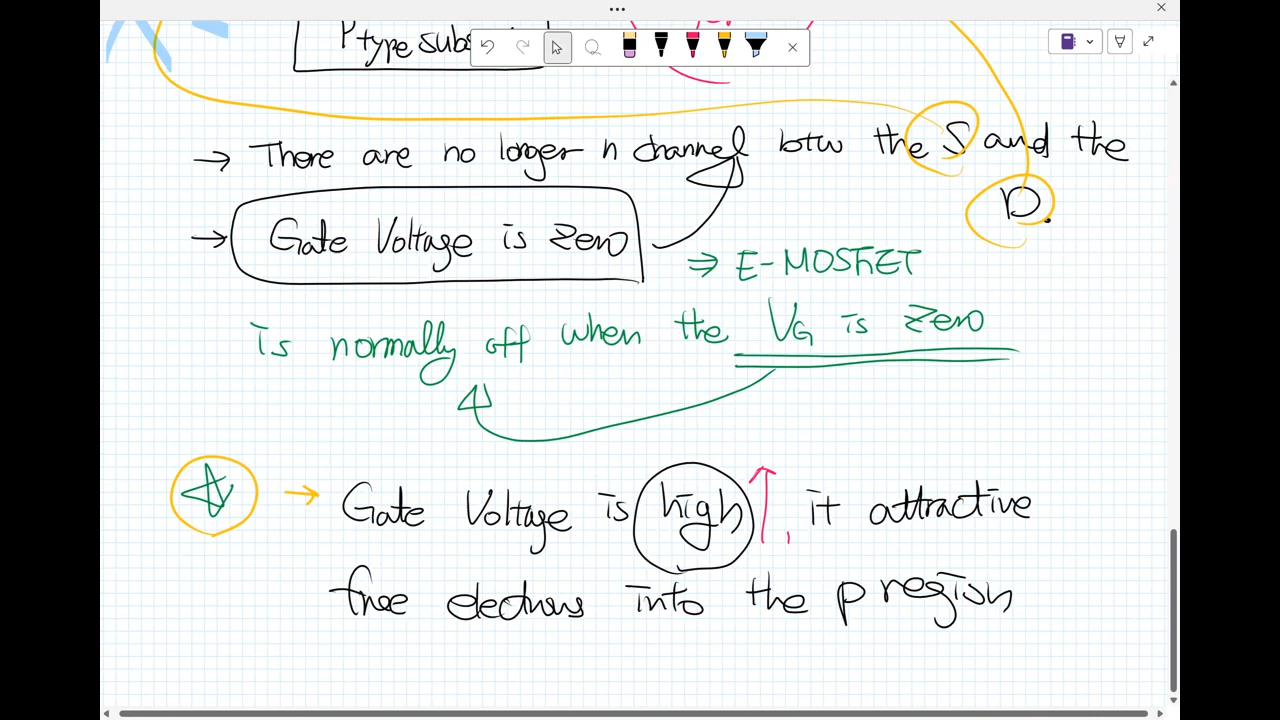 P type subs
→ There are no longer n channel btw the S and the
D.
→ Gate Voltage is zero
⇒ E-MOSFET
is normally off when the VG is zero
→ Gate Voltage is high ↑, it attractive
free electrons into the p region